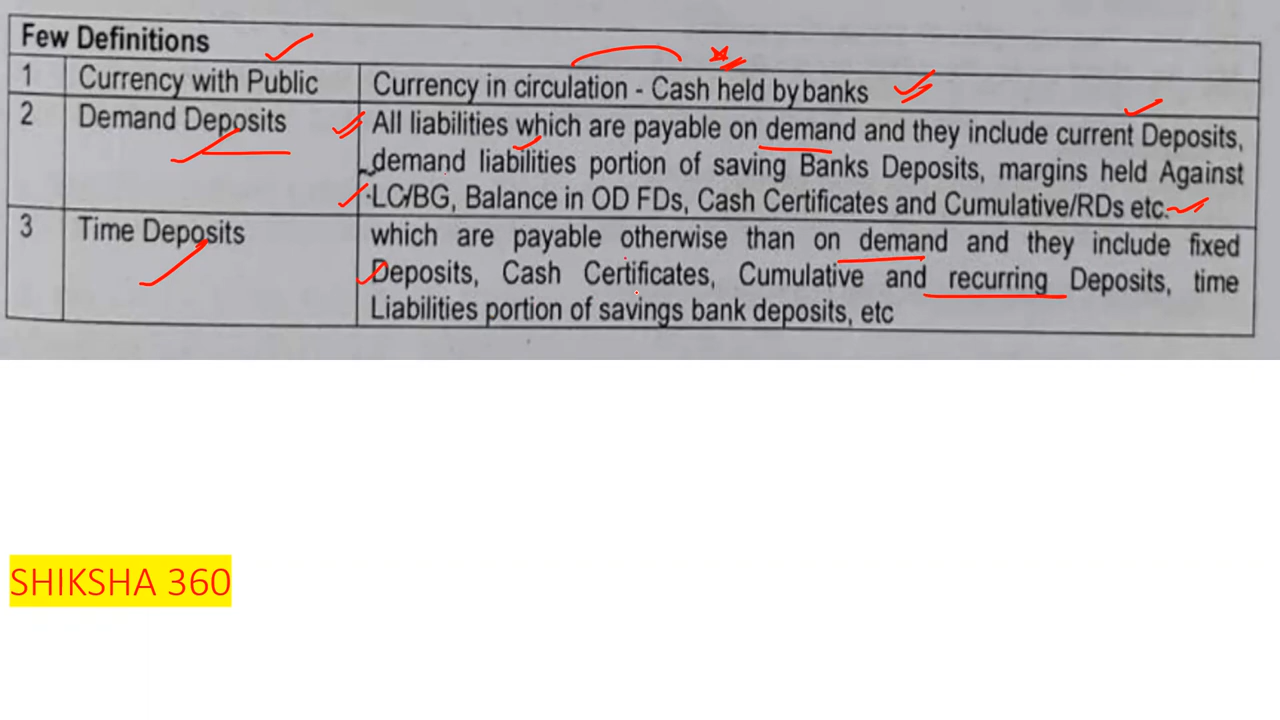 Few Definitions
1 Currency with Public Currency in circulation - Cash held by banks
2 Demand Deposits All liabilities which are payable on demand and they include current Deposits,
demand liabilities portion of saving Banks Deposits, margins held Against
LC/BG, Balance in OD FDs, Cash Certificates and Cumulative/RDs etc.
3 Time Deposits which are payable otherwise than on demand and they include fixed
Deposits, Cash Certificates, Cumulative and recurring Deposits, time
Liabilities portion of savings bank deposits, etc
SHIKSHA 360